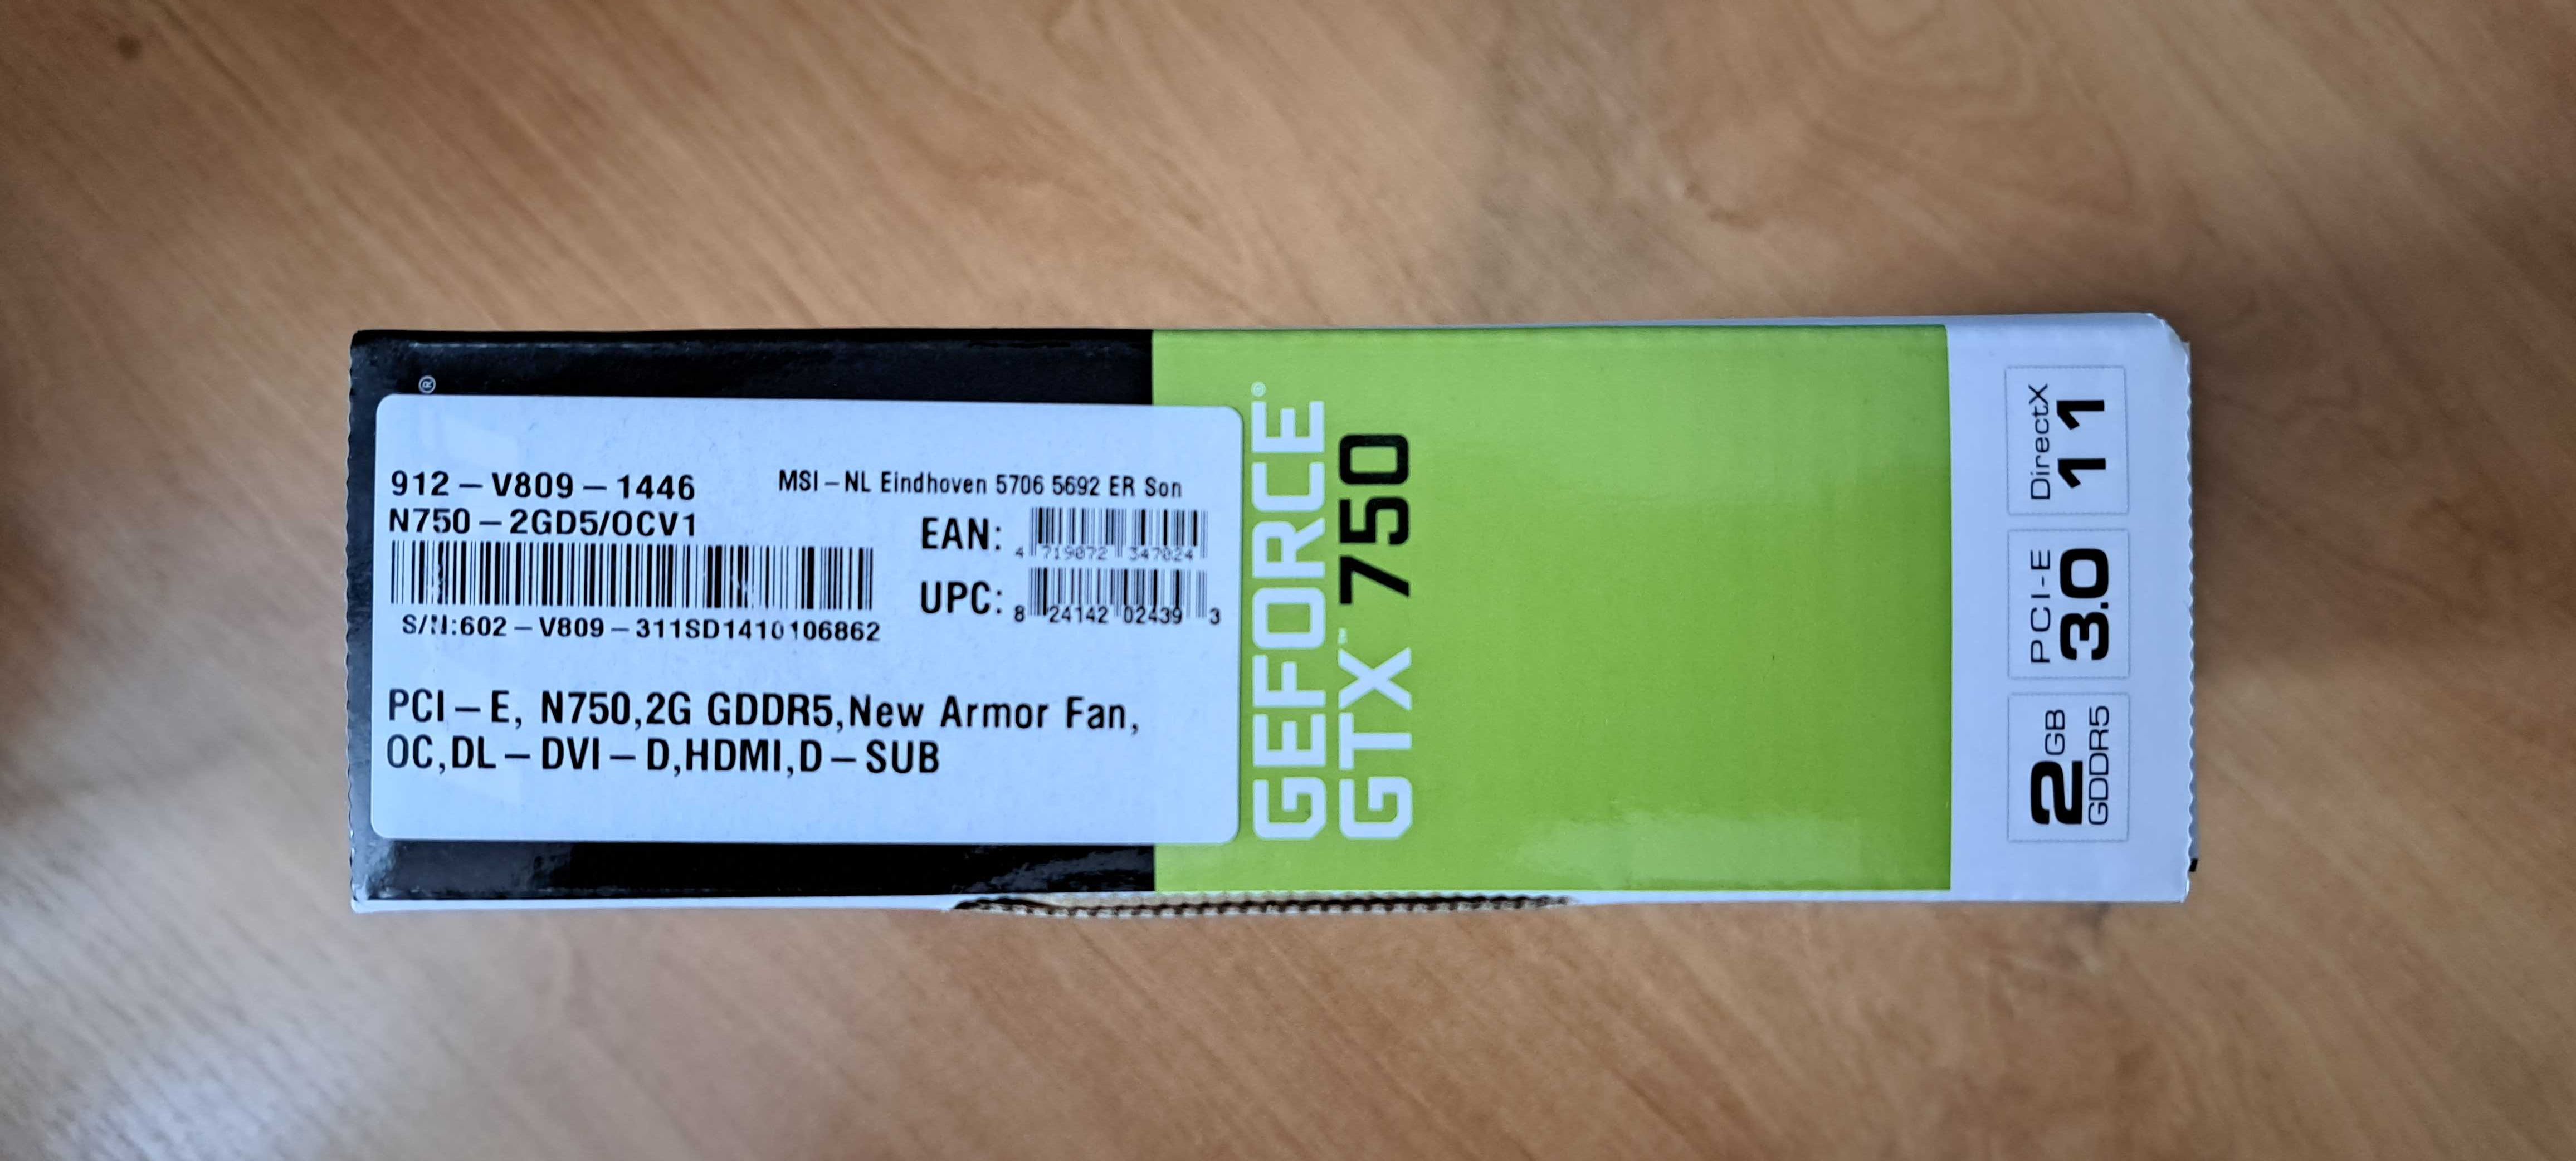 ®
912-V809-1446
N750-2GD5/OCV1
S/N:602-V809-311SD1410106862
MSI-NL Eindhoven 5706 5692 ER Son
EAN:
4 719072 347024
UPC:
8 24142 02439 3
PCI-E, N750,2G GDDR5,New Armor Fan,
OC,DL-DVI-D,HDMI,D-SUB
GEFORCE®
GTX™ 750
2GB
GDDR5
PCI-E
3.0
DirectX
11